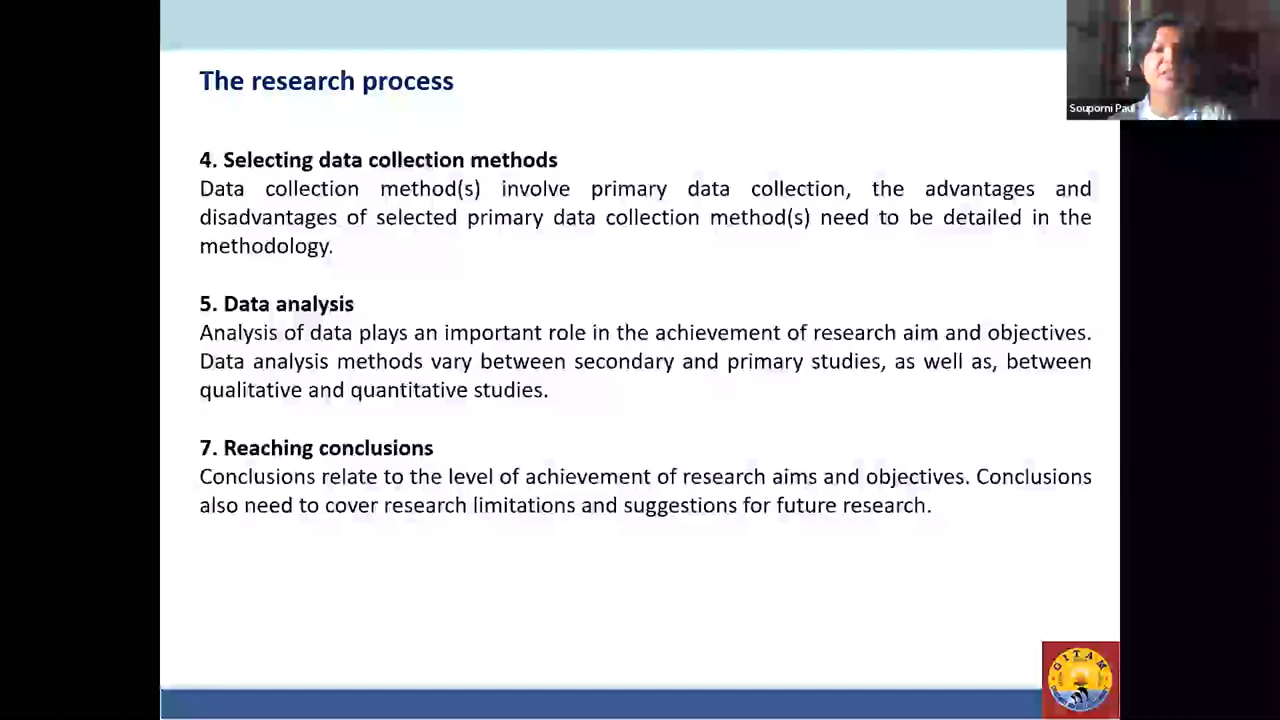 The research process
Souporni Paul
4. Selecting data collection methods
Data collection method(s) involve primary data collection, the advantages and
disadvantages of selected primary data collection method(s) need to be detailed in the
methodology.
5. Data analysis
Analysis of data plays an important role in the achievement of research aim and objectives.
Data analysis methods vary between secondary and primary studies, as well as, between
qualitative and quantitative studies.
7. Reaching conclusions
Conclusions relate to the level of achievement of research aims and objectives. Conclusions
also need to cover research limitations and suggestions for future research.
GITAM